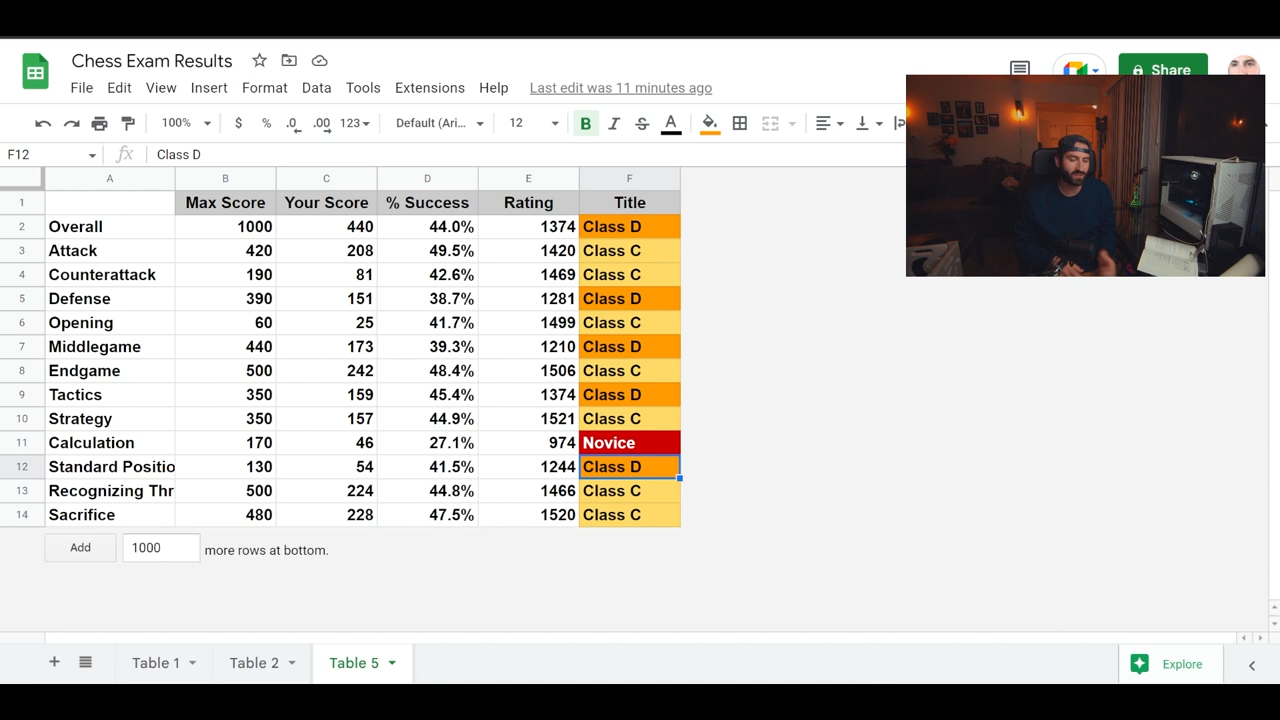 Chess Exam Results
Share
File Edit View Insert Format Data Tools Extensions Help Last edit was 11 minutes ago
100% $ % .0 .00 123 Default (Ari... 12 B I S A
F12 fx Class D
A B C D E F
1 Max Score Your Score % Success Rating Title
2 Overall 1000 440 44.0% 1374 Class D
3 Attack 420 208 49.5% 1420 Class C
4 Counterattack 190 81 42.6% 1469 Class C
5 Defense 390 151 38.7% 1281 Class D
6 Opening 60 25 41.7% 1499 Class C
7 Middlegame 440 173 39.3% 1210 Class D
8 Endgame 500 242 48.4% 1506 Class C
9 Tactics 350 159 45.4% 1374 Class D
10 Strategy 350 157 44.9% 1521 Class C
11 Calculation 170 46 27.1% 974 Novice
12 Standard Positio 130 54 41.5% 1244 Class D
13 Recognizing Thr 500 224 44.8% 1466 Class C
14 Sacrifice 480 228 47.5% 1520 Class C
Add 1000 more rows at bottom.
Table 1 Table 2 Table 5 Explore